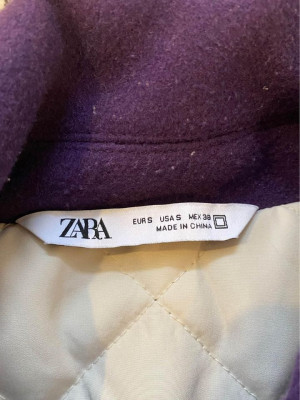 ZARA
EUR S USA S MEX 38
MADE IN CHINA